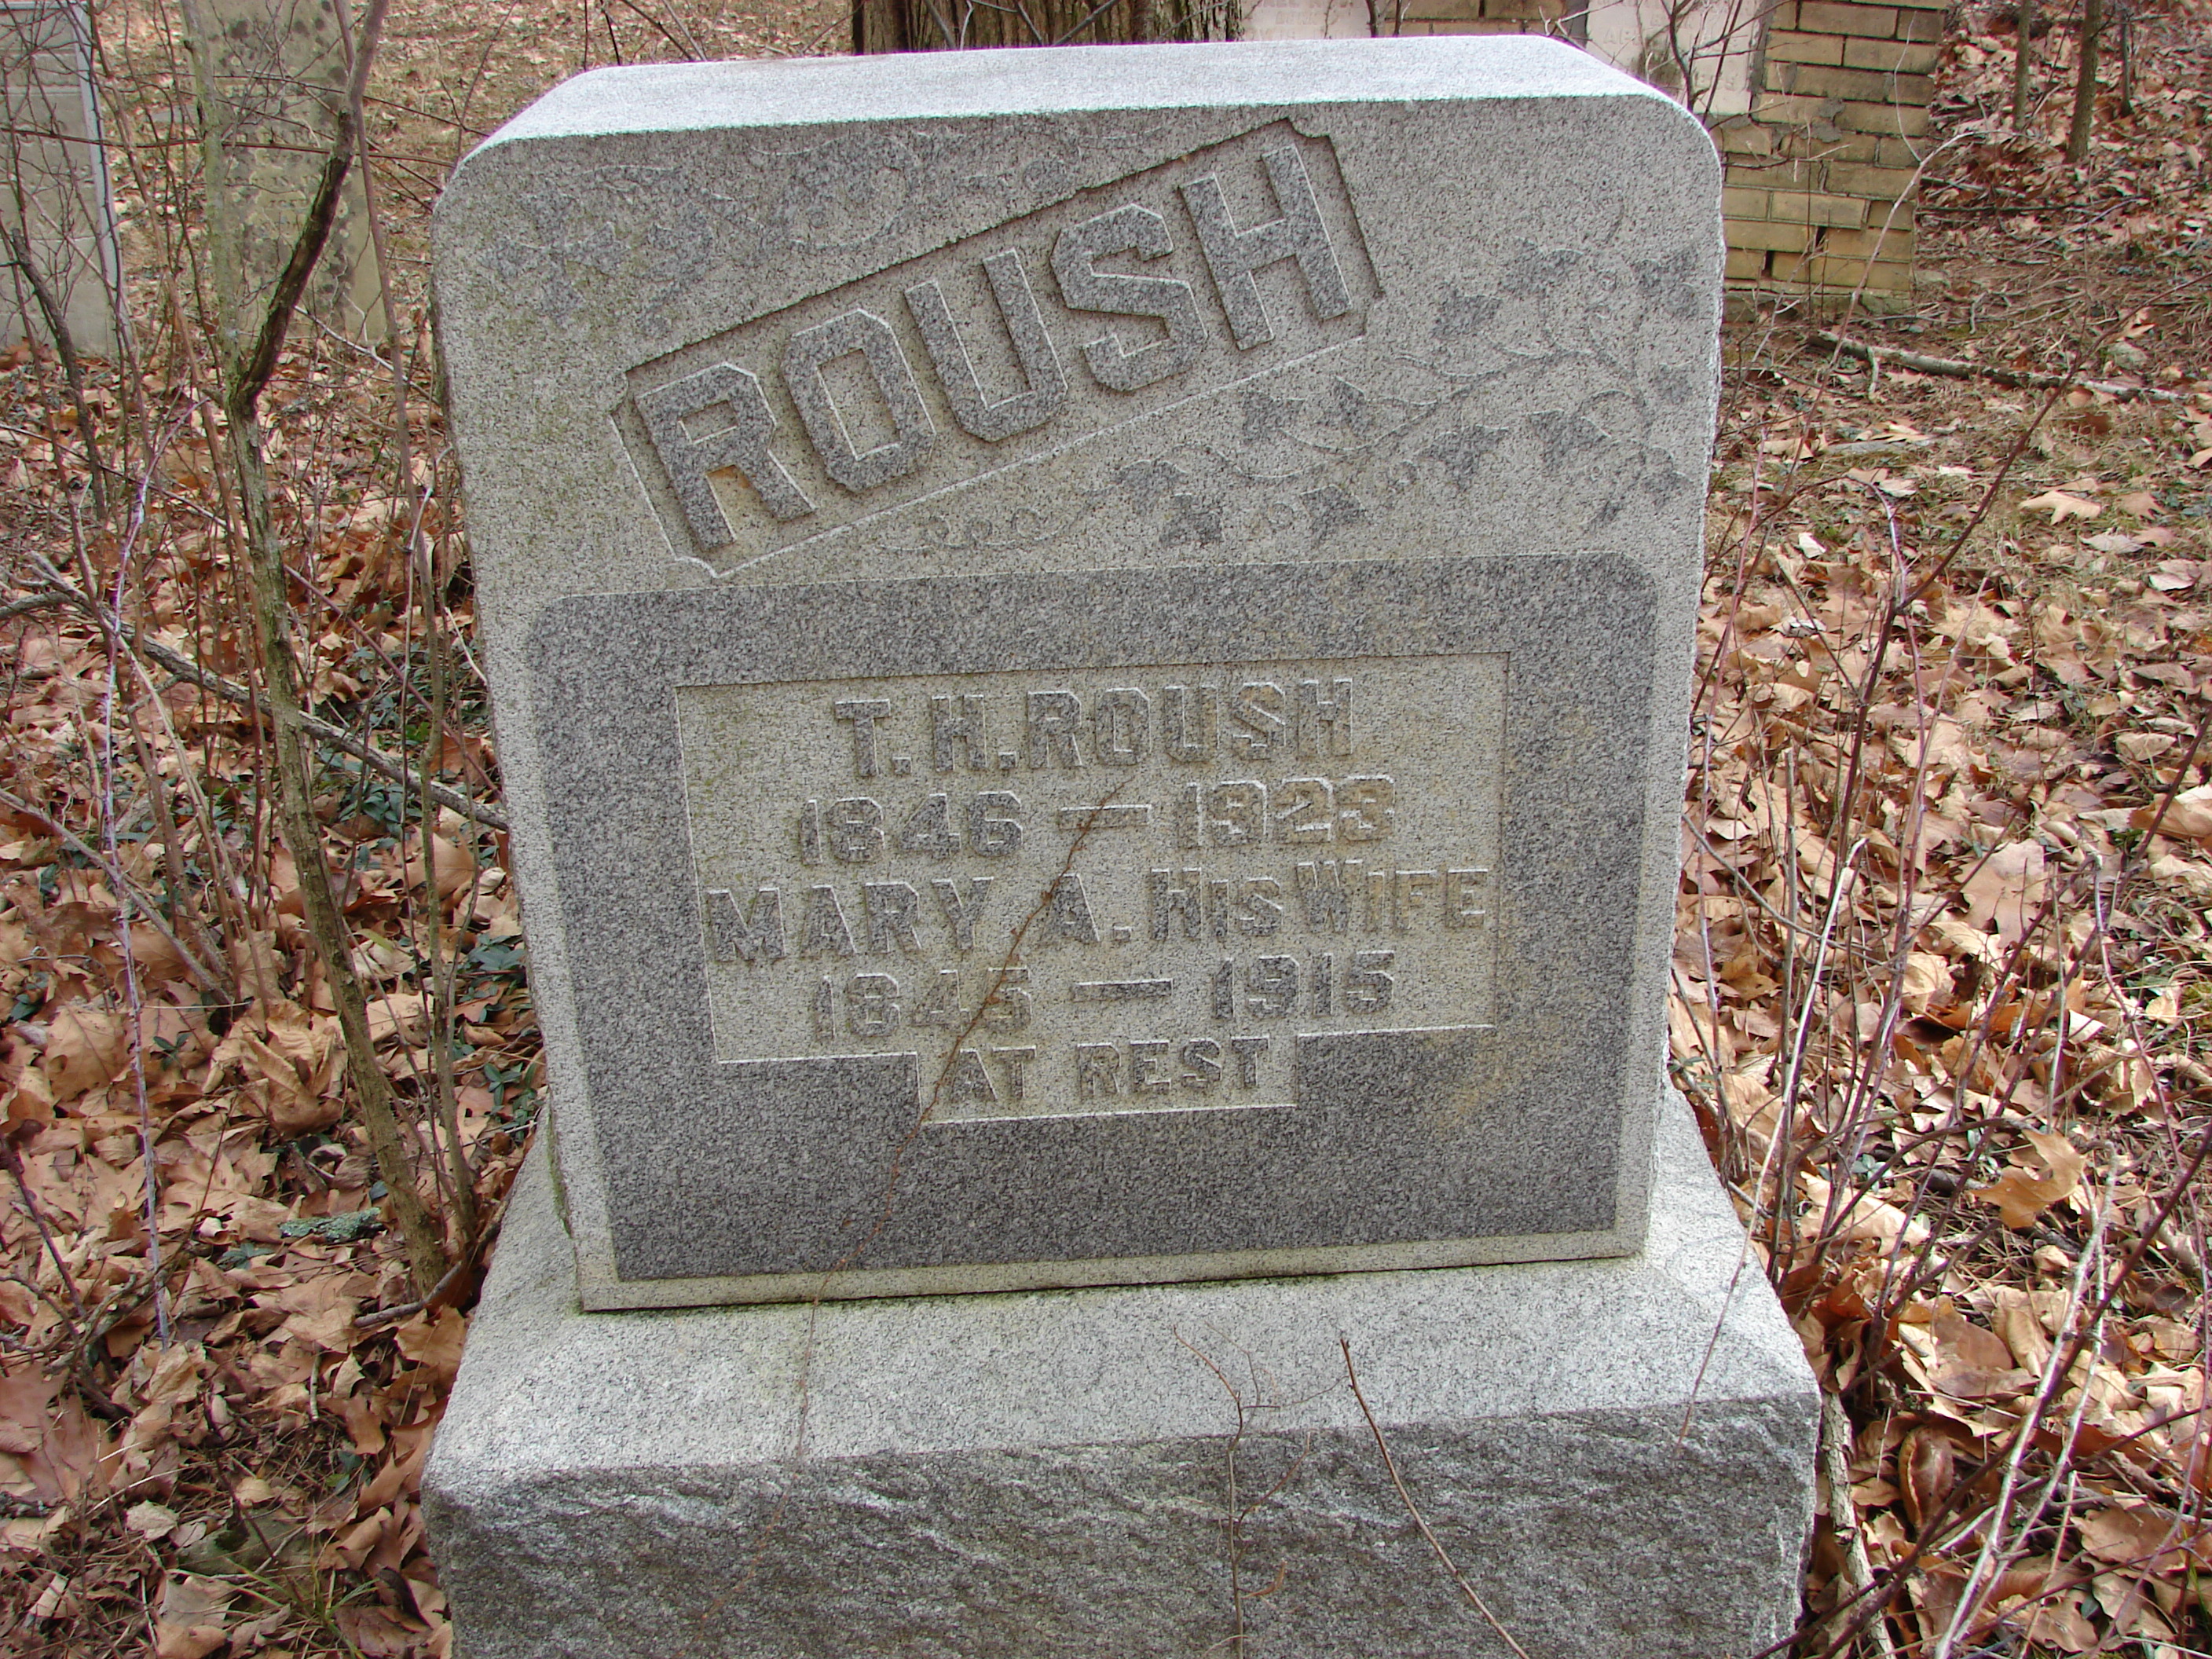 ROUSH
T. H. ROUSH
1846 — 1923
MARY A. HIS WIFE
1845 — 1915
AT REST